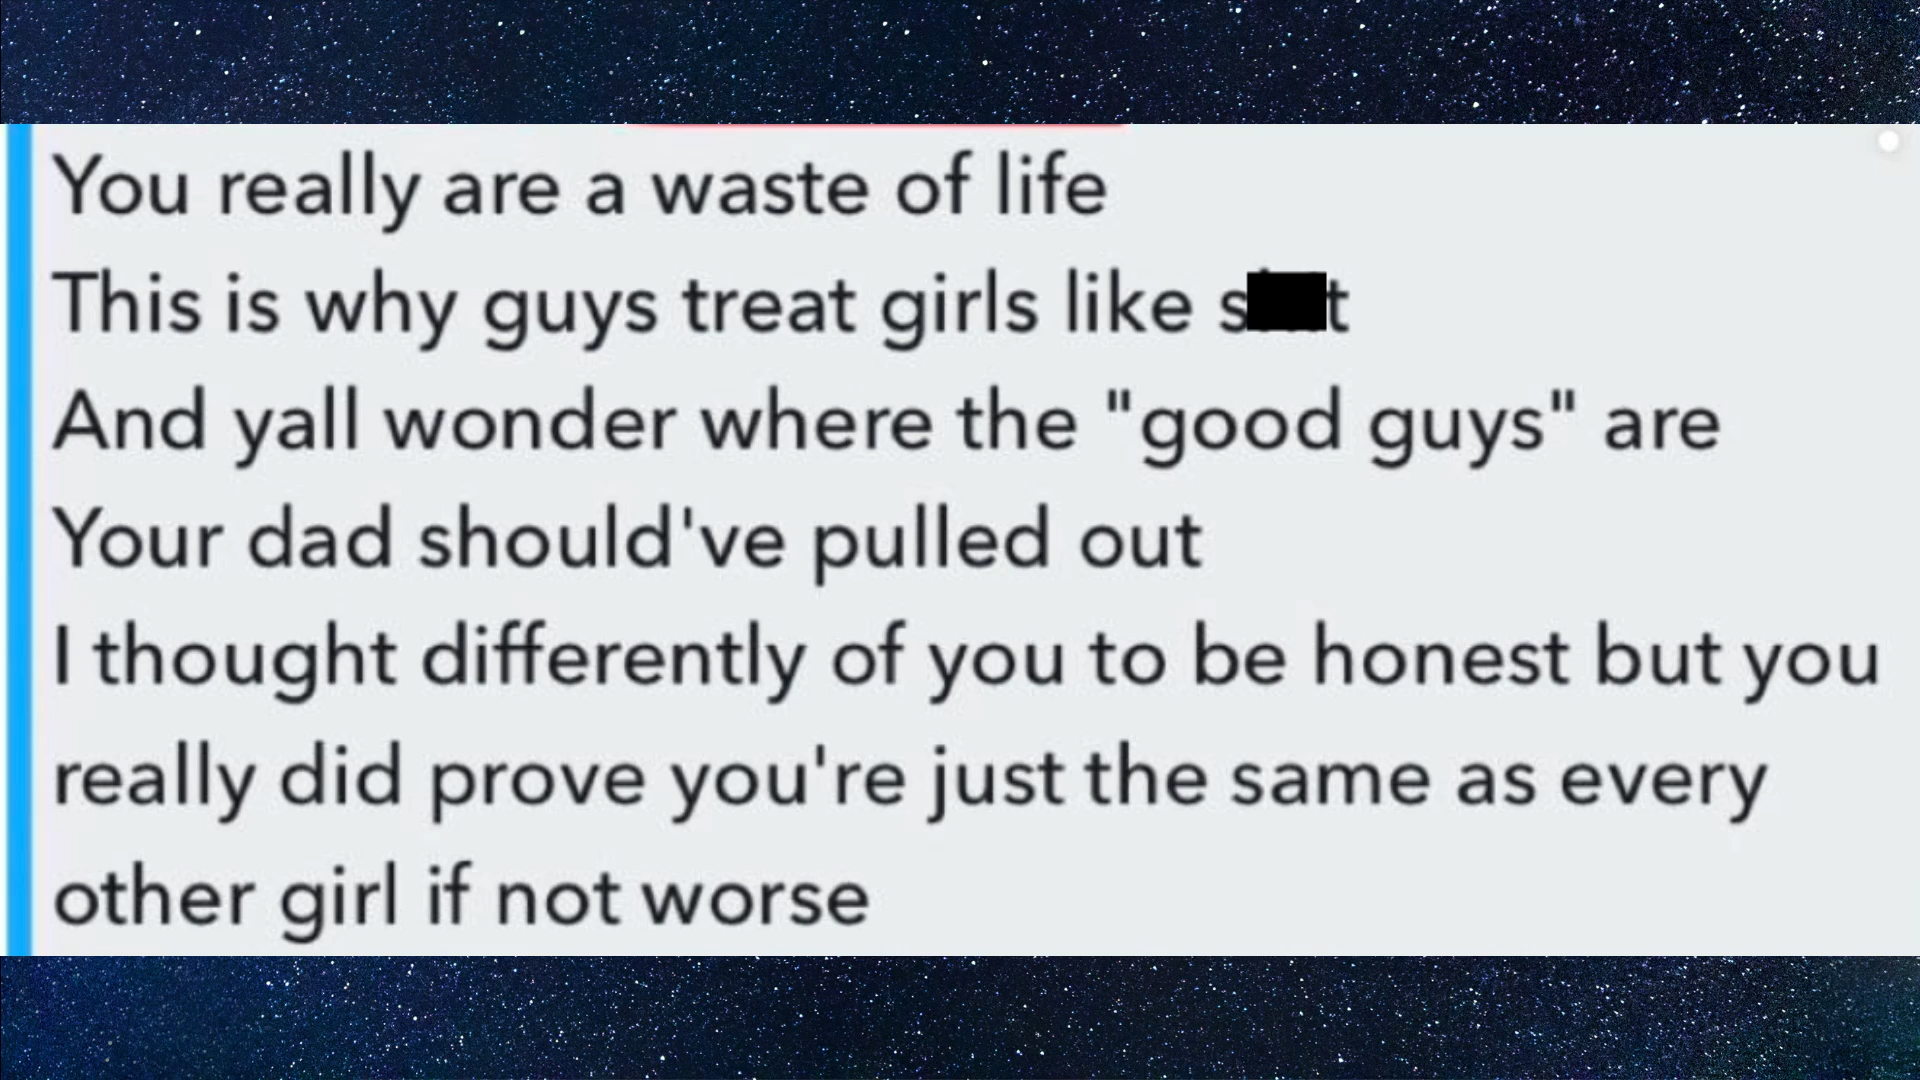 You really are a waste of life
This is why guys treat girls like s t
And yall wonder where the "good guys" are
Your dad should've pulled out
I thought differently of you to be honest but you
really did prove you're just the same as every
other girl if not worse